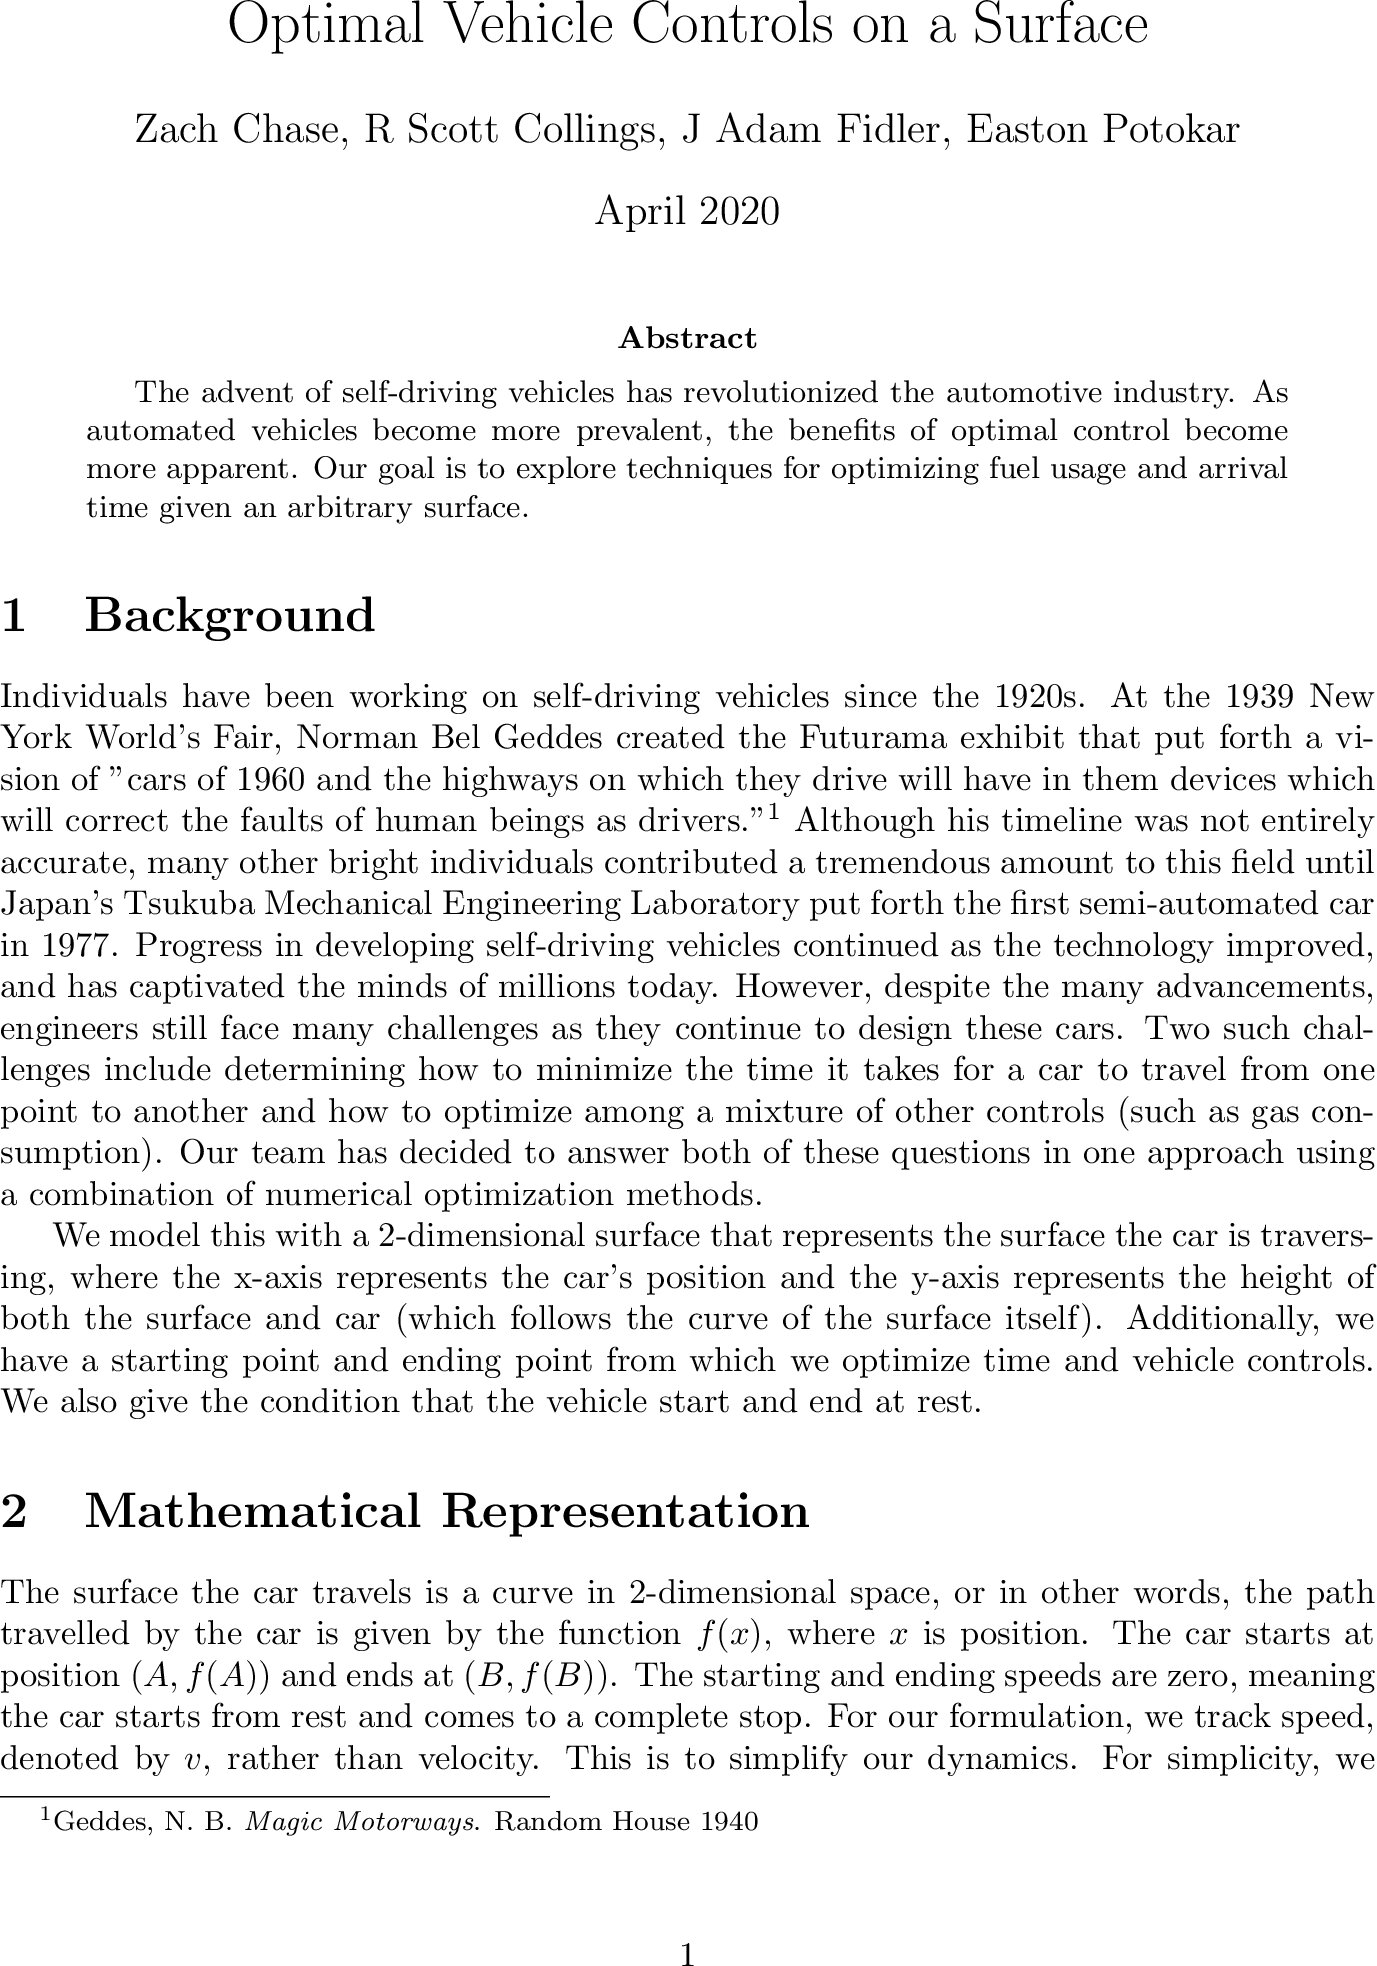 Optimal Vehicle Controls on a Surface
Zach Chase, R Scott Collings, J Adam Fidler, Easton Potokar
April 2020
Abstract
The advent of self-driving vehicles has revolutionized the automotive industry. As
automated vehicles become more prevalent, the benefits of optimal control become
more apparent. Our goal is to explore techniques for optimizing fuel usage and arrival
time given an arbitrary surface.
1 Background
Individuals have been working on self-driving vehicles since the 1920s. At the 1939 New
York World's Fair, Norman Bel Geddes created the Futurama exhibit that put forth a vi-
sion of ”cars of 1960 and the highways on which they drive will have in them devices which
will correct the faults of human beings as drivers.”¹ Although his timeline was not entirely
accurate, many other bright individuals contributed a tremendous amount to this field until
Japan's Tsukuba Mechanical Engineering Laboratory put forth the first semi-automated car
in 1977. Progress in developing self-driving vehicles continued as the technology improved,
and has captivated the minds of millions today. However, despite the many advancements,
engineers still face many challenges as they continue to design these cars. Two such chal-
lenges include determining how to minimize the time it takes for a car to travel from one
point to another and how to optimize among a mixture of other controls (such as gas con-
sumption). Our team has decided to answer both of these questions in one approach using
a combination of numerical optimization methods.
We model this with a 2-dimensional surface that represents the surface the car is travers-
ing, where the x-axis represents the car's position and the y-axis represents the height of
both the surface and car (which follows the curve of the surface itself). Additionally, we
have a starting point and ending point from which we optimize time and vehicle controls.
We also give the condition that the vehicle start and end at rest.
2 Mathematical Representation
The surface the car travels is a curve in 2-dimensional space, or in other words, the path
travelled by the car is given by the function f(x), where x is position. The car starts at
position (A, f(A)) and ends at (B, f(B)). The starting and ending speeds are zero, meaning
the car starts from rest and comes to a complete stop. For our formulation, we track speed,
denoted by v, rather than velocity. This is to simplify our dynamics. For simplicity, we
¹Geddes, N. B. Magic Motorways. Random House 1940
1